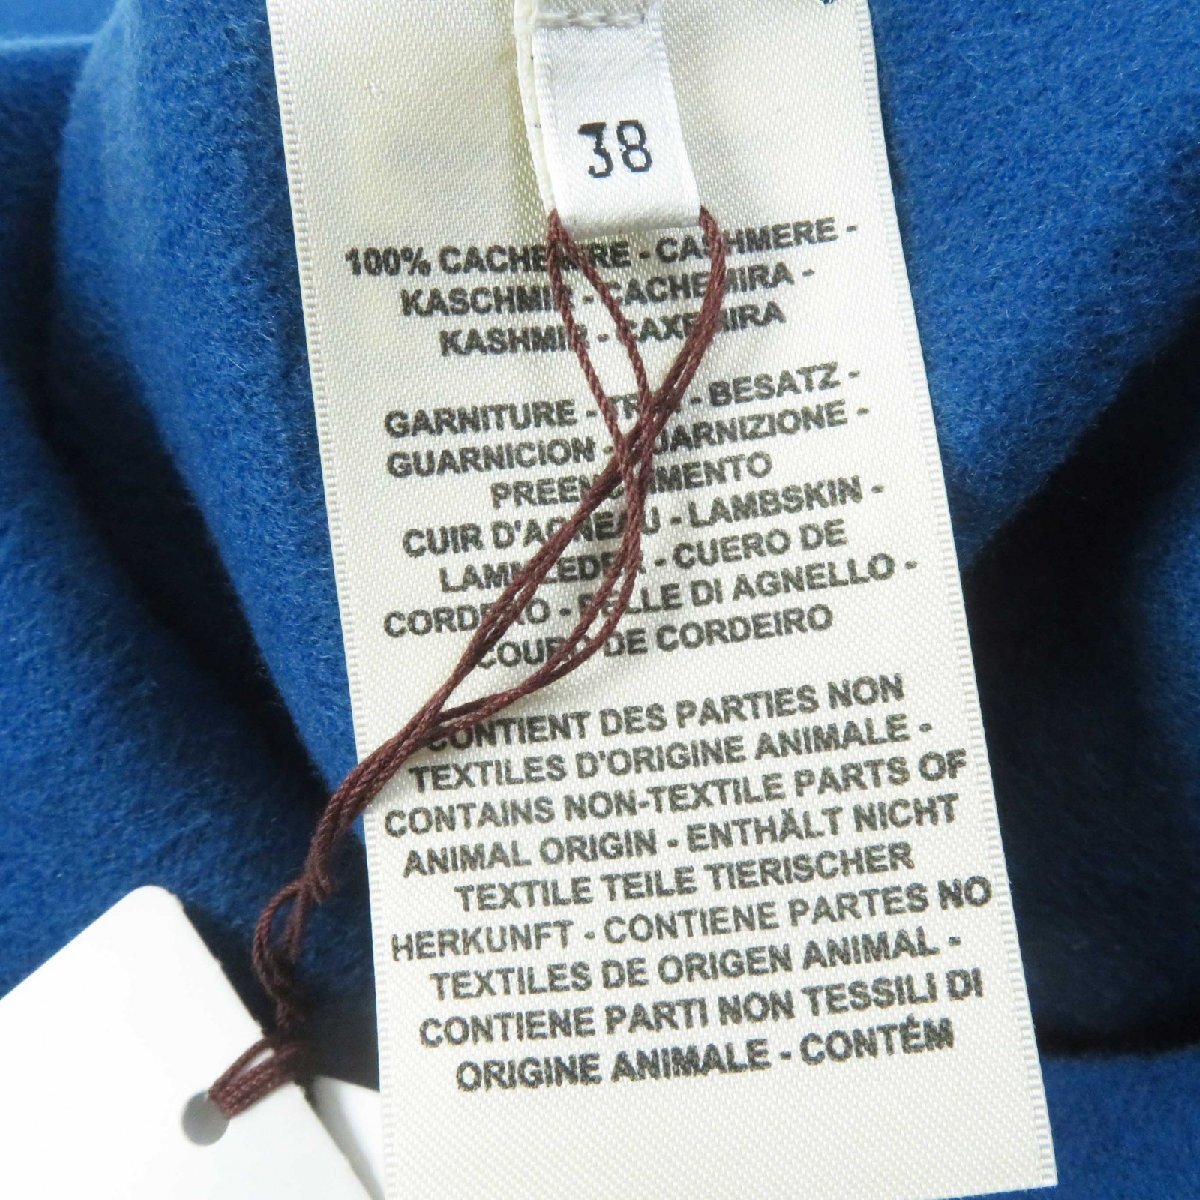 38
100% CACHEMIRE - CASHMERE -
KASCHMIR - CACHEMIRA -
KASHMIR - CAXEMIRA
GARNITURE - TRIM - BESATZ -
GUARNICION - GUARNIZIONE -
PREENCHIMENTO
CUIR D'AGNEAU - LAMBSKIN -
LAMMLEDER - CUERO DE
CORDERO - PELLE DI AGNELLO -
COURO DE CORDEIRO
CONTIENT DES PARTIES NON
TEXTILES D'ORIGINE ANIMALE -
CONTAINS NON-TEXTILE PARTS OF
ANIMAL ORIGIN - ENTHÄLT NICHT
TEXTILE TEILE TIERISCHER
HERKUNFT - CONTIENE PARTES NO
TEXTILES DE ORIGEN ANIMAL -
CONTIENE PARTI NON TESSILI DI
ORIGINE ANIMALE - CONTÉM